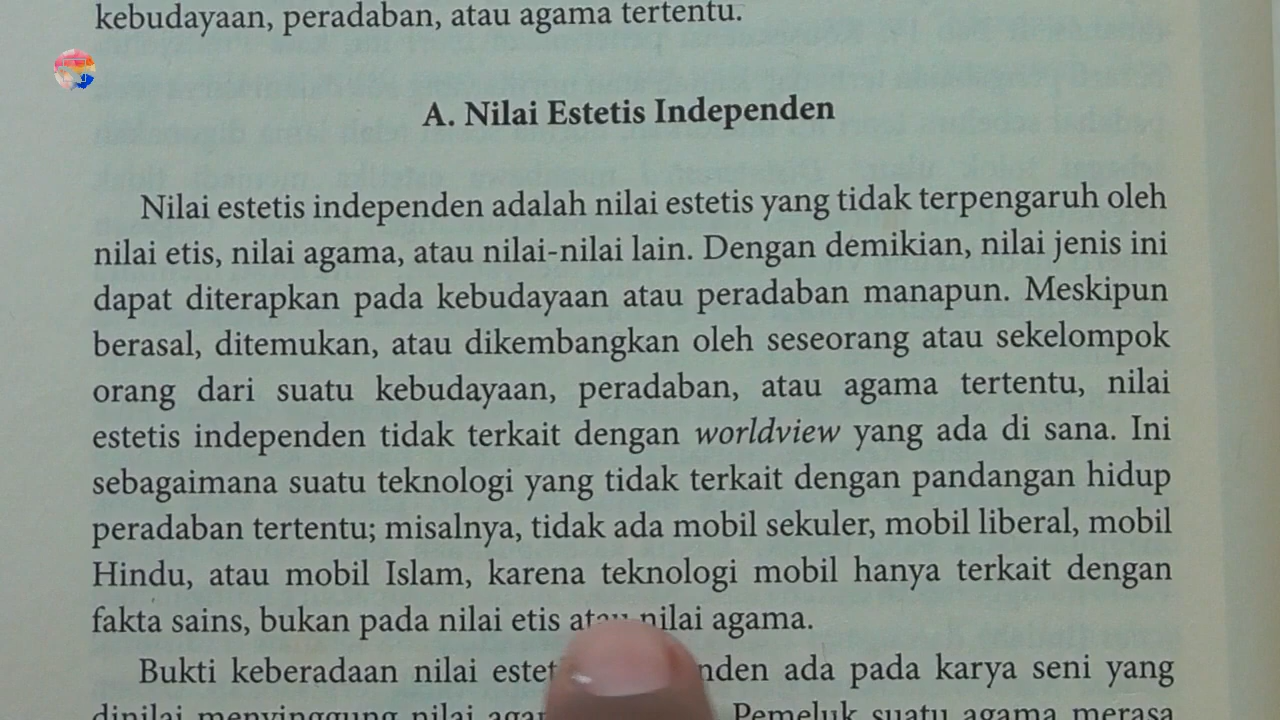 kebudayaan, peradaban, atau agama tertentu.
A. Nilai Estetis Independen
Nilai estetis independen adalah nilai estetis yang tidak terpengaruh oleh
nilai etis, nilai agama, atau nilai-nilai lain. Dengan demikian, nilai jenis ini
dapat diterapkan pada kebudayaan atau peradaban manapun. Meskipun
berasal, ditemukan, atau dikembangkan oleh seseorang atau sekelompok
orang dari suatu kebudayaan, peradaban, atau agama tertentu, nilai
estetis independen tidak terkait dengan worldview yang ada di sana. Ini
sebagaimana suatu teknologi yang tidak terkait dengan pandangan hidup
peradaban tertentu; misalnya, tidak ada mobil sekuler, mobil liberal, mobil
Hindu, atau mobil Islam, karena teknologi mobil hanya terkait dengan
fakta sains, bukan pada nilai etis atau nilai agama.
Bukti keberadaan nilai ada pada karya seni yang
dinilai menyinggung nilai Pemeluk suatu agama merasa